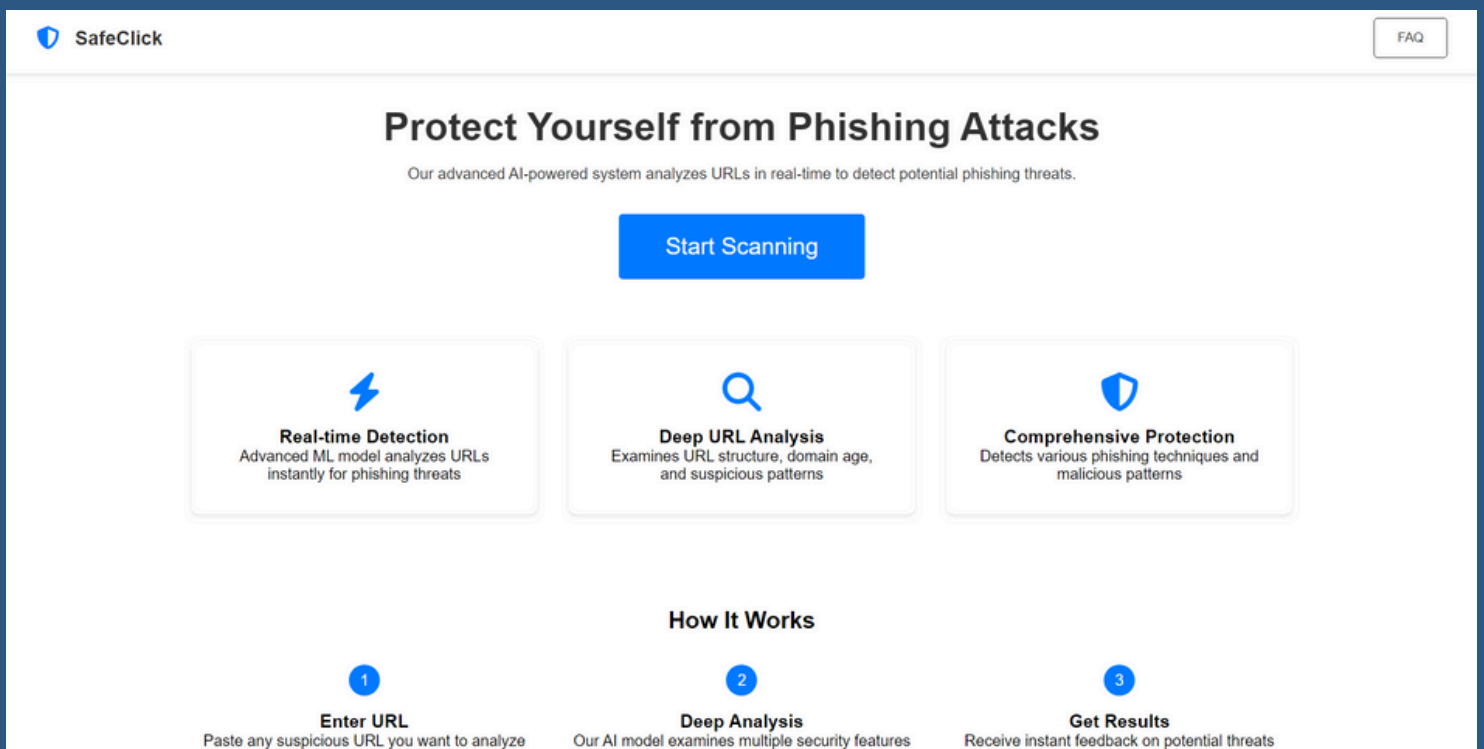 SafeClick
FAQ
Protect Yourself from Phishing Attacks
Our advanced AI-powered system analyzes URLs in real-time to detect potential phishing threats.
Start Scanning
Real-time Detection
Advanced ML model analyzes URLs
instantly for phishing threats
Deep URL Analysis
Examines URL structure, domain age,
and suspicious patterns
Comprehensive Protection
Detects various phishing techniques and
malicious patterns
How It Works
1
Enter URL
Paste any suspicious URL you want to analyze
2
Deep Analysis
Our AI model examines multiple security features
3
Get Results
Receive instant feedback on potential threats